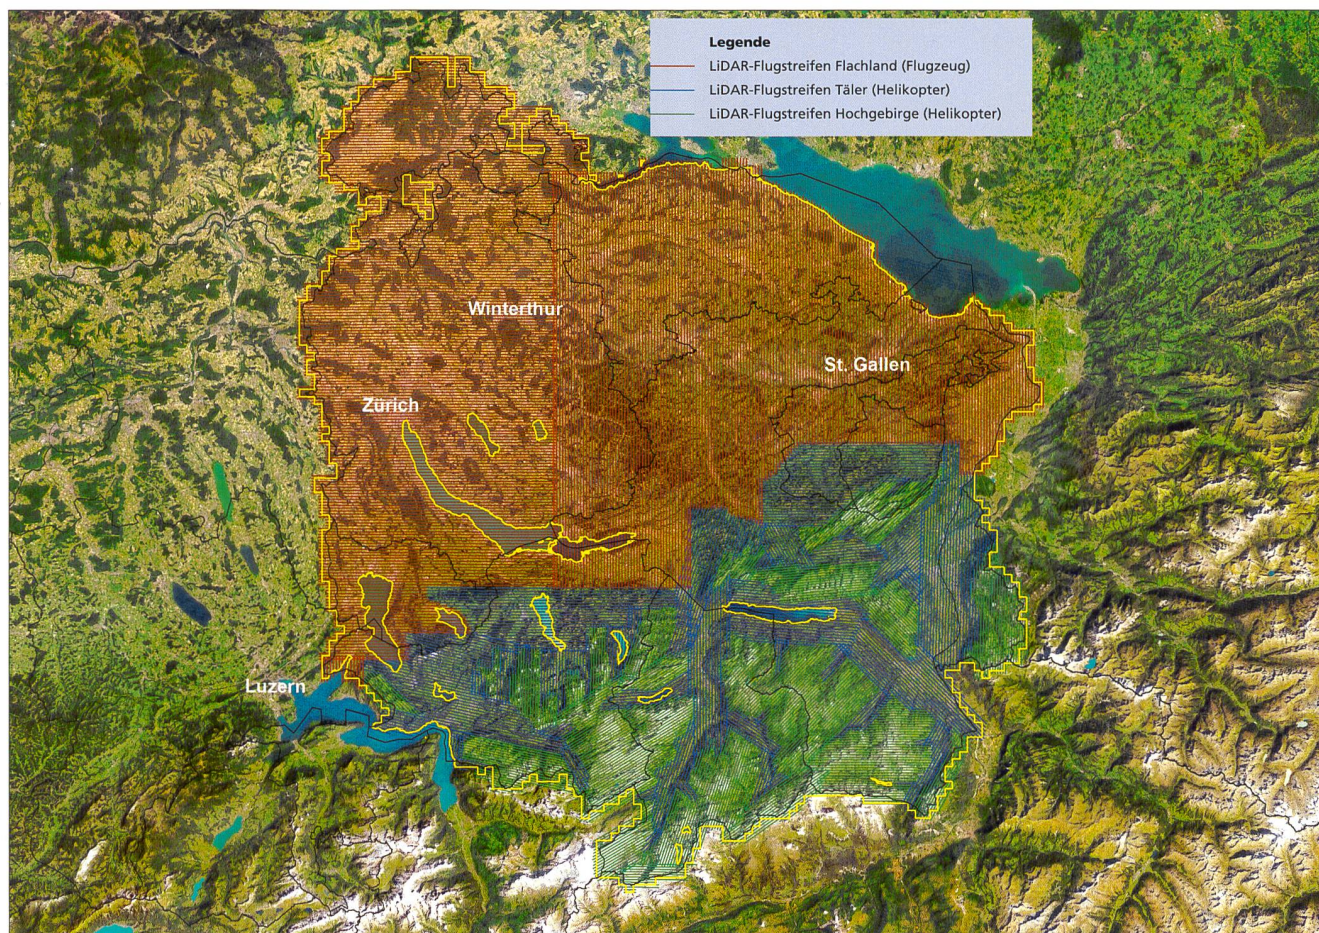 Legende
LiDAR-Flugstreifen Flachland (Flugzeug)
LiDAR-Flugstreifen Täler (Helikopter)
LiDAR-Flugstreifen Hochgebirge (Helikopter)
Winterthur
St. Gallen
Zürich
Luzern